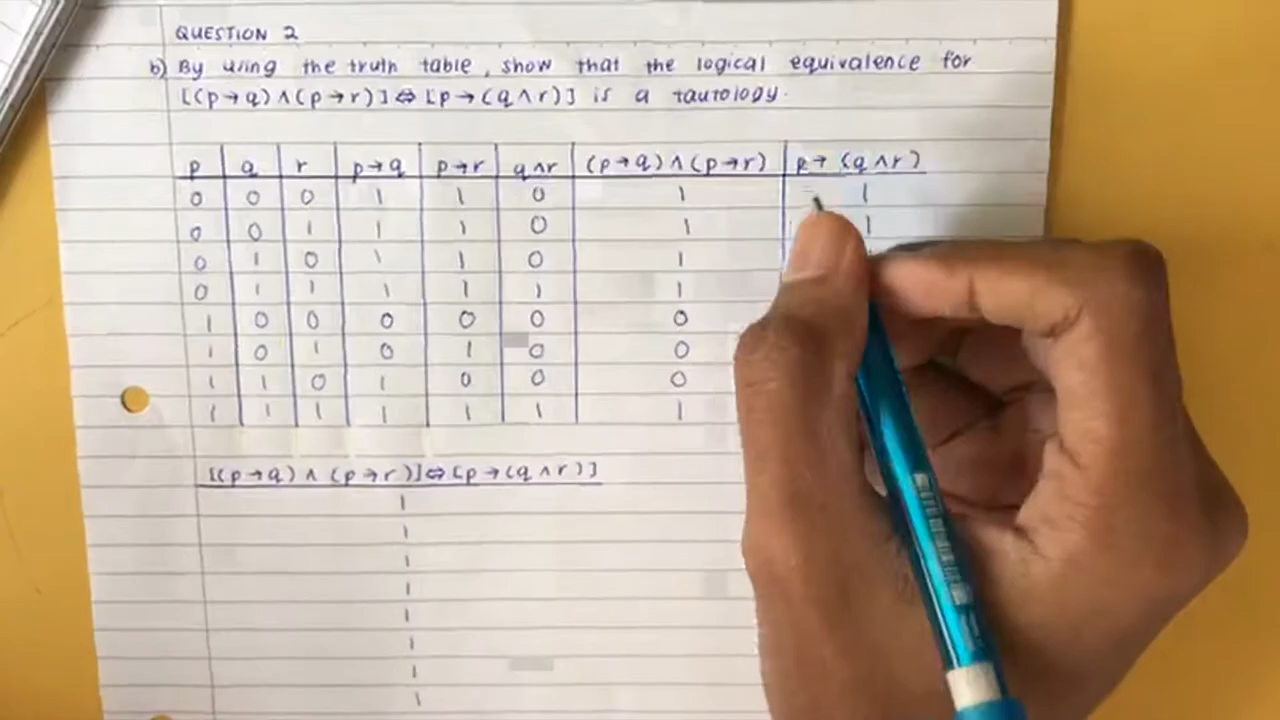 QUESTION 2
b) By using the truth table, show that the logical equivalence for
[(p→q)∧(p→r)]⇔[p→(q∧r)] is a tautology.
p q r p→q p→r q∧r (p→q)∧(p→r) p→(q∧r)
0 0 0 1 1 0 1 1
0 0 1 1 1 0 1 1
0 1 0 1 1 0 1
0 1 1 1 1 1 1
1 0 0 0 0 0 0
1 0 1 0 1 0 0
1 1 0 1 0 0 0
1 1 1 1 1 1 1
[(p→q)∧(p→r)]⇔[p→(q∧r)]
1
1
1
1
1
1
1
1